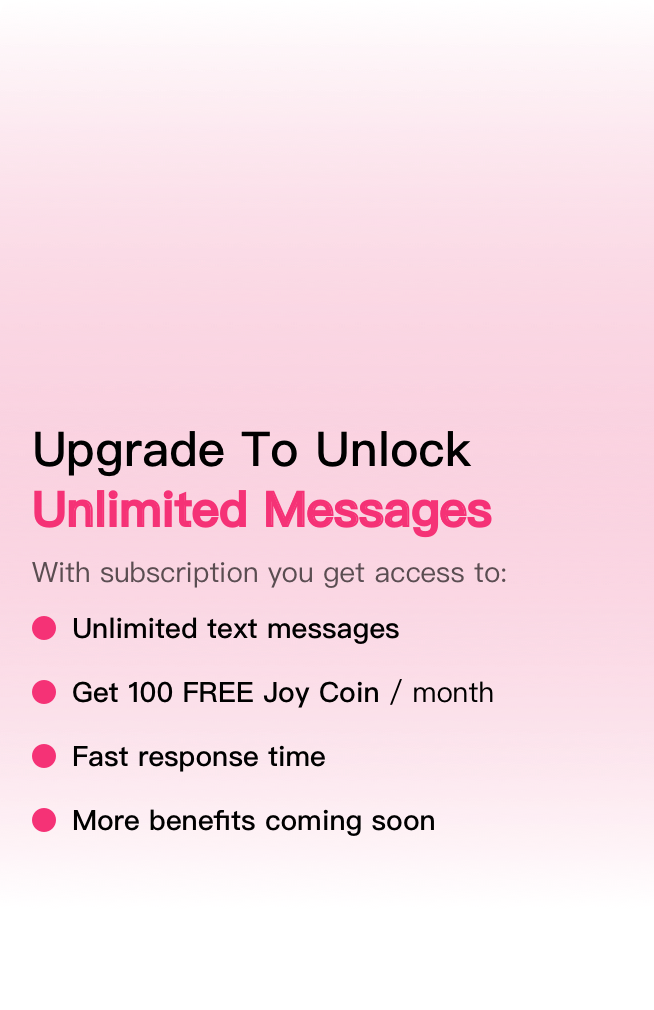 Upgrade To Unlock
Unlimited Messages
With subscription you get access to:
Unlimited text messages
Get 100 FREE Joy Coin / month
Fast response time
More benefits coming soon